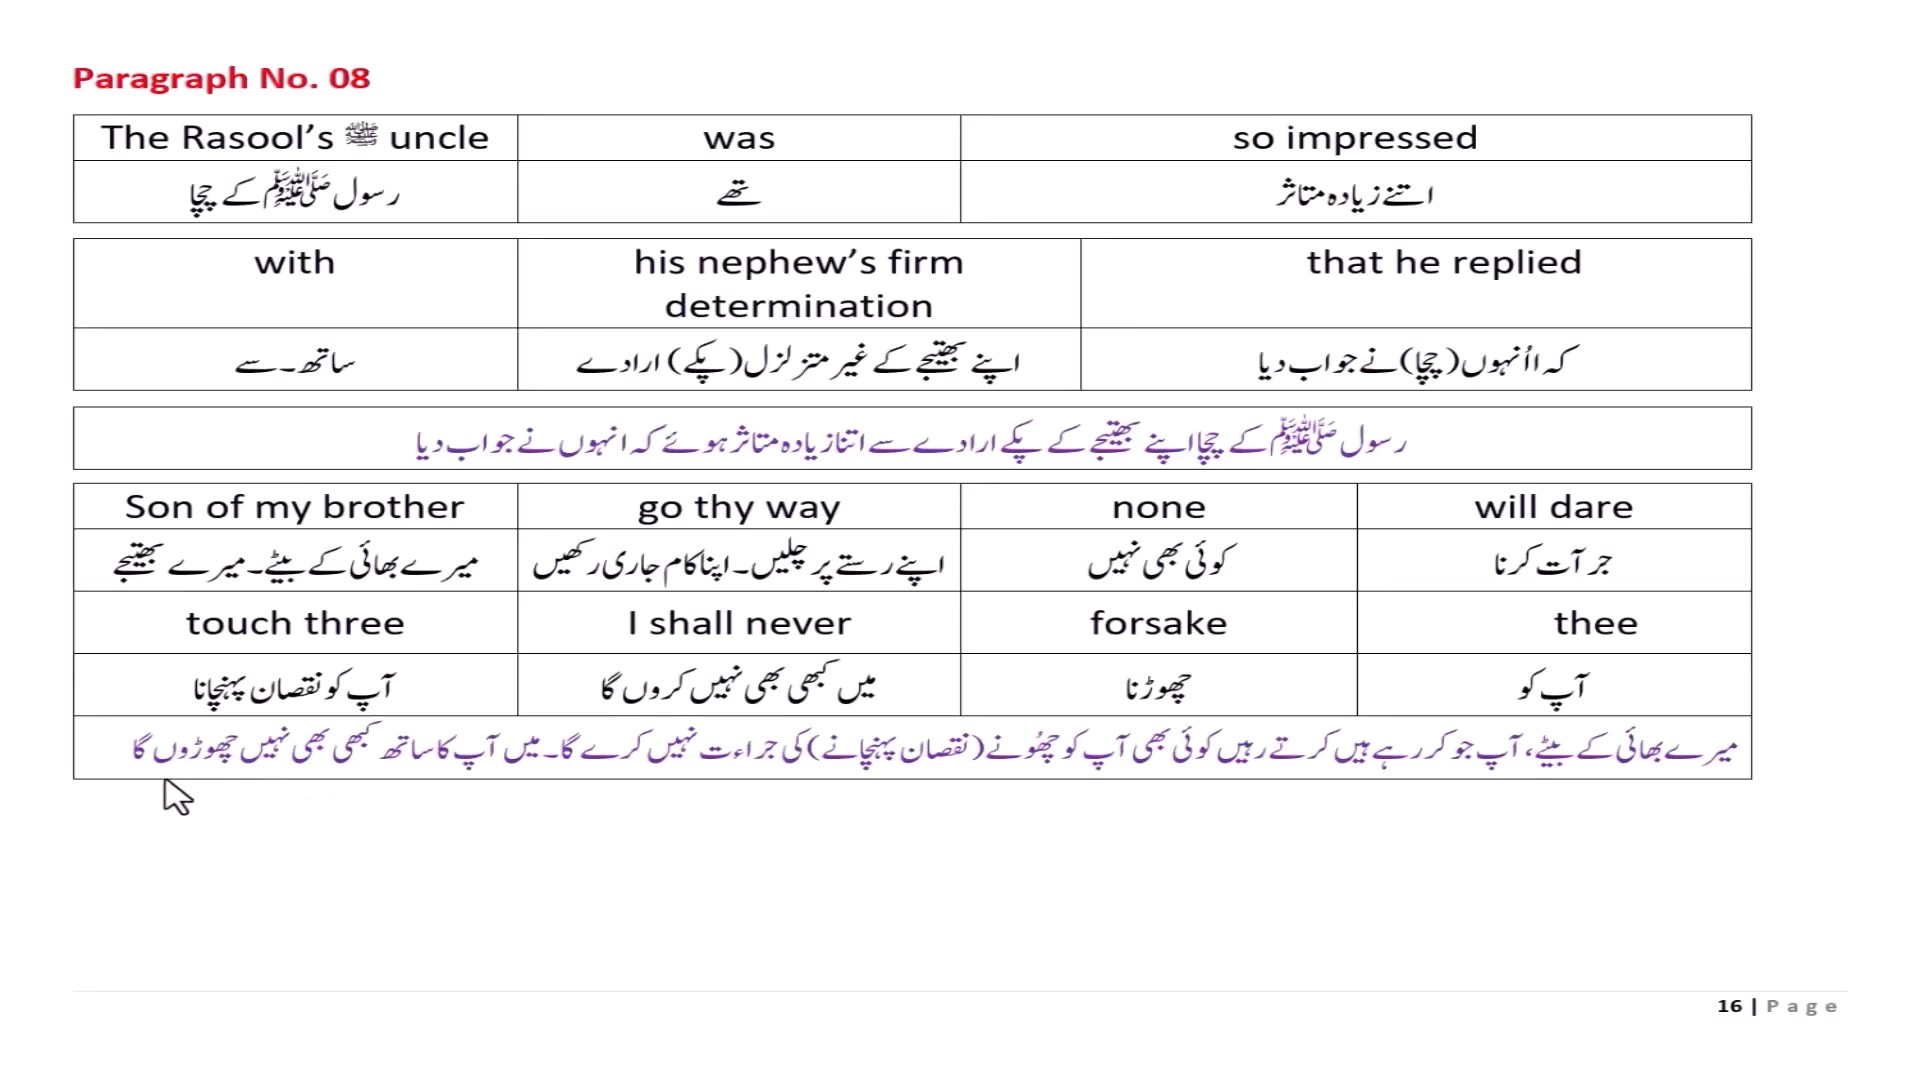 Paragraph No. 08
The Rasool’s ﷺ uncle was so impressed
رسول ﷺ کے چچا تھے اتنے زیادہ متاثر
with his nephew’s firm that he replied
determination
ساتھ۔سے اپنے بھتیجے کے غیر متزلزل (پکے) ارادے کہ اُنہوں (چچا) نے جواب دیا
رسول ﷺ کے چچا اپنے بھتیجے کے پکے ارادے سے اتنا زیادہ متاثر ہوئے کہ انہوں نے جواب دیا
Son of my brother go thy way none will dare
میرے بھائی کے بیٹے۔میرے بھتیجے اپنے رستے پر چلیں۔اپنا کام جاری رکھیں کوئی بھی نہیں جر آت کرنا
touch three I shall never forsake thee
آپ کو نقصان پہنچانا میں کبھی بھی نہیں کروں گا چھوڑنا آپ کو
میرے بھائی کے بیٹے، آپ جو کر رہے ہیں کرتے رہیں کوئی بھی آپ کو چھُونے (نقصان پہنچانے) کی جراءت نہیں کرے گا۔ میں آپ کا ساتھ کبھی بھی نہیں چھوڑوں گا
16 | Page